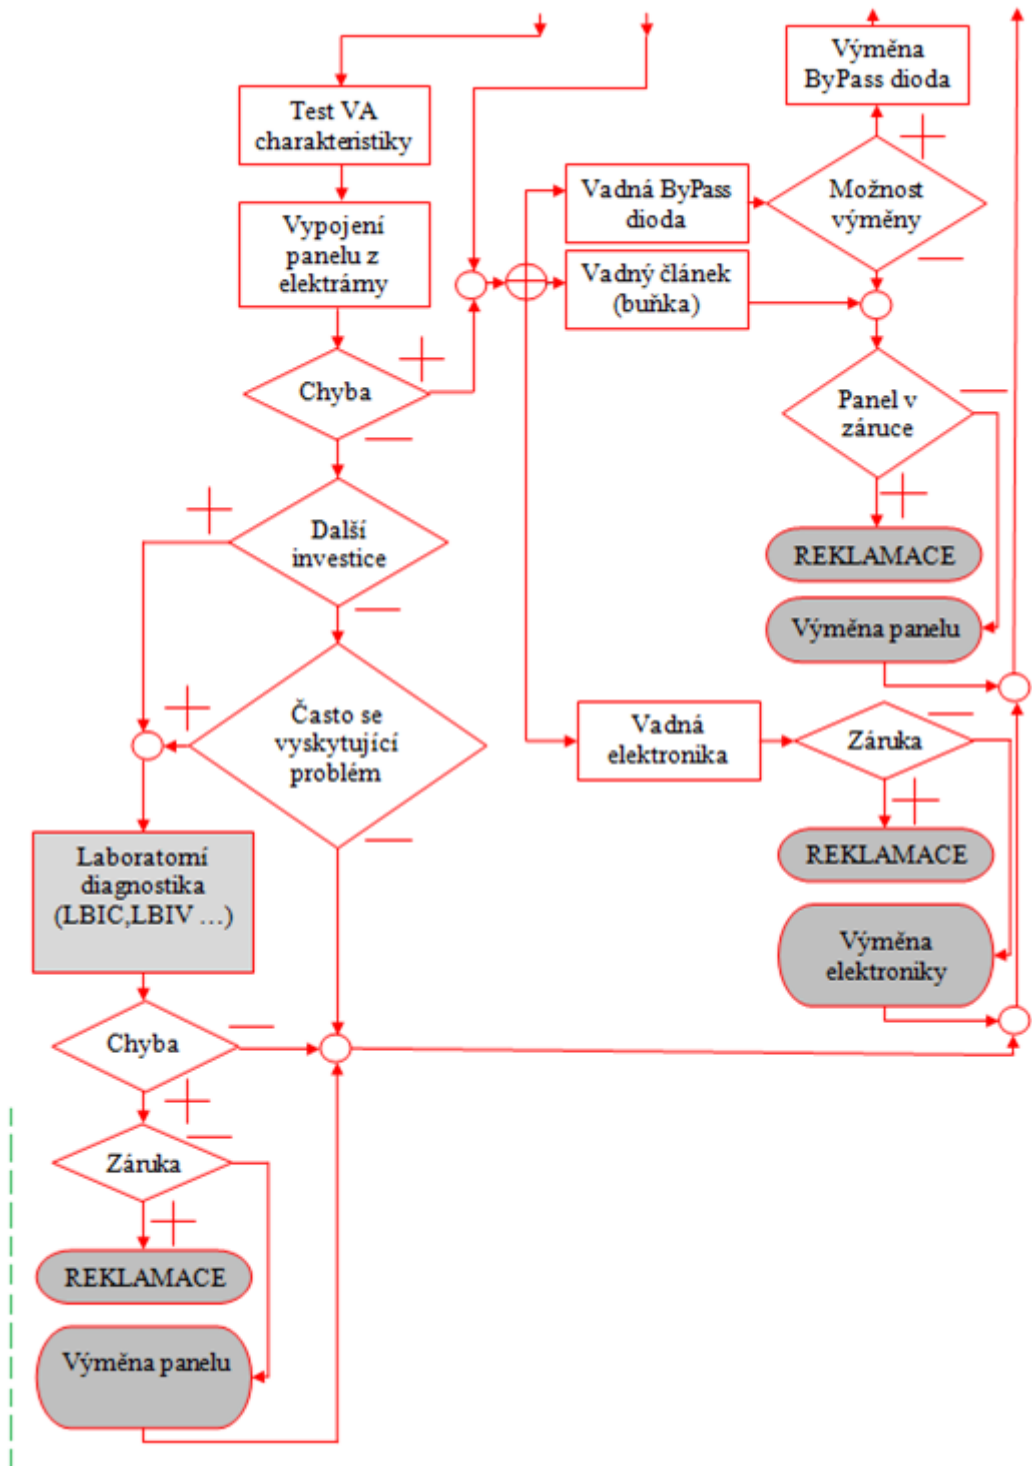 Test VA
charakteristiky
Vypojení
panelu z
elektrámy
Chyba
Další
investice
Často se
vyskytující
problém
Laboratomí
diagnostika
(LBIC,LBIV ...)
Chyba
Záruka
REKLAMACE
Výměna panelu
Výměna
ByPass dioda
Vadná ByPass
dioda
Možnost
výměny
Vadný článek
(buňka)
Panel v
záruce
REKLAMACE
Výměna panelu
Vadná
elektronika
Záruka
REKLAMACE
Výměna
elektroniky